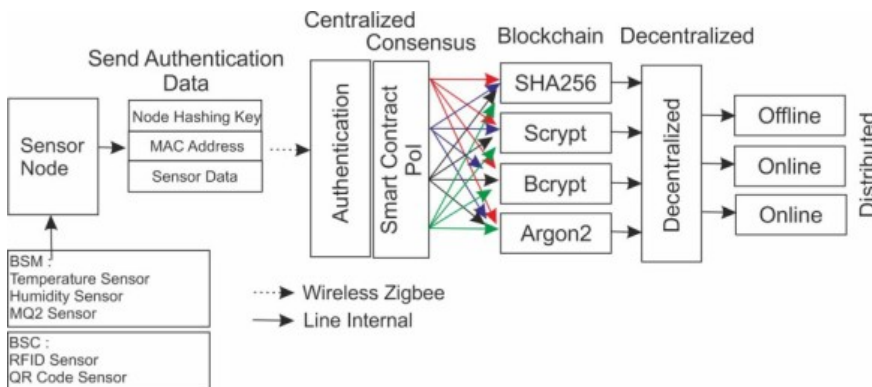 Centralized
Consensus
Blockchain
Decentralized
Send Authentication
Data
Sensor
Node
Node Hashing Key
MAC Address
Sensor Data
Authentication
Smart Contract
PoI
SHA256
Scrypt
Bcrypt
Argon2
Decentralized
Offline
Online
Online
Distributed
BSM :
Temperature Sensor
Humidity Sensor
MQ2 Sensor
BSC :
RFID Sensor
QR Code Sensor
Wireless Zigbee
Line Internal